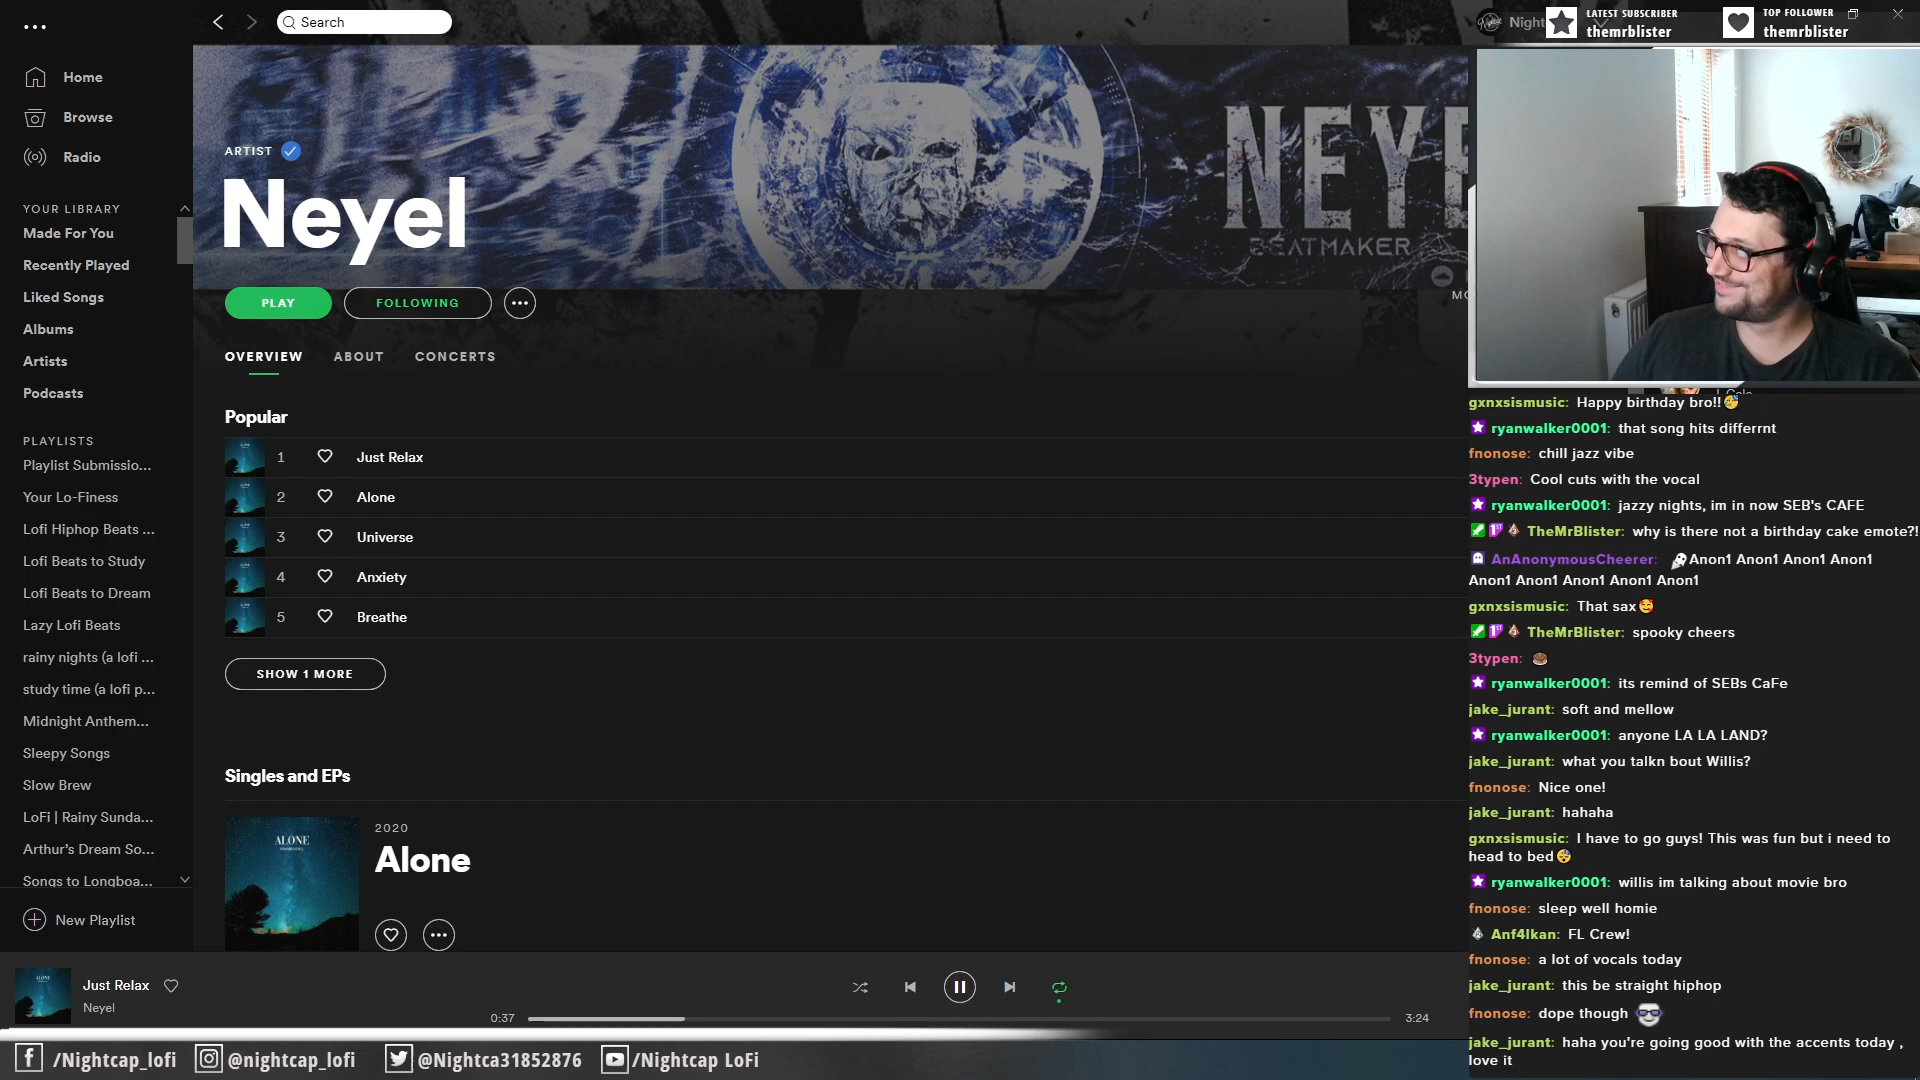 Search
Night
LATEST SUBSCRIBER
themrblister
TOP FOLLOWER
themrblister
Home
Browse
Radio
YOUR LIBRARY
Made For You
Recently Played
Liked Songs
Albums
Artists
Podcasts
PLAYLISTS
Playlist Submissio...
Your Lo-Finess
Lofi Hiphop Beats ...
Lofi Beats to Study
Lofi Beats to Dream
Lazy Lofi Beats
rainy nights (a lofi ...
study time (a lofi p...
Midnight Anthem...
Sleepy Songs
Slow Brew
LoFi | Rainy Sunda...
Arthur's Dream So...
Songs to Longboa...
New Playlist
ARTIST
Neyel
NEYE
BEATMAKER
PLAY
FOLLOWING
MO
OVERVIEW
ABOUT
CONCERTS
Popular
1 Just Relax
2 Alone
3 Universe
4 Anxiety
5 Breathe
SHOW 1 MORE
Singles and EPs
ALONE
2020
Alone
gxnxsismusic: Happy birthday bro!!
ryanwalker0001: that song hits differrnt
fnonose: chill jazz vibe
3typen: Cool cuts with the vocal
ryanwalker0001: jazzy nights, im in now SEB's CAFE
TheMrBlister: why is there not a birthday cake emote?!
AnAnonymousCheerer: Anon1 Anon1 Anon1 Anon1
Anon1 Anon1 Anon1 Anon1 Anon1
gxnxsismusic: That sax🥰
TheMrBlister: spooky cheers
3typen:
ryanwalker0001: its remind of SEBs CaFe
jake_jurant: soft and mellow
ryanwalker0001: anyone LA LA LAND?
jake_jurant: what you talkn bout Willis?
fnonose: Nice one!
jake_jurant: hahaha
gxnxsismusic: I have to go guys! This was fun but i need to
head to bed😴
ryanwalker0001: willis im talking about movie bro
fnonose: sleep well homie
Anf4lkan: FL Crew!
fnonose: a lot of vocals today
jake_jurant: this be straight hiphop
fnonose: dope though
jake_jurant: haha you're going good with the accents today ,
love it
Just Relax
Neyel
0:37
3:24
/Nightcap_lofi
@nightcap_lofi
@Nightca31852876
/Nightcap LoFi